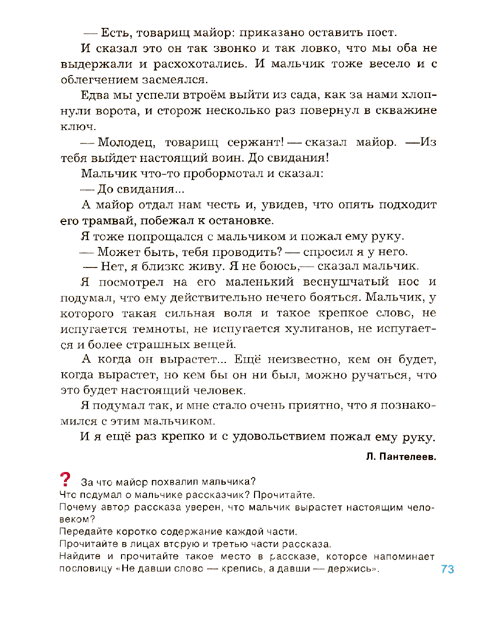 — Есть, товарищ майор: приказано оставить пост.
И сказал это он так звонко и так ловко, что мы оба не
выдержали и расхохотались. И мальчик тоже весело и с
облегчением засмеялся.
Едва мы успели втроём выйти из сада, как за нами хлоп-
нули ворота, и сторож несколько раз повернул в скважине
ключ.
— Молодец, товарищ сержант! — сказал майор. —Из
тебя выйдет настоящий воин. До свидания!
Мальчик что-то пробормотал и сказал:
— До свидания...
А майор отдал нам честь и, увидев, что опять подходит
его трамвай, побежал к остановке.
Я тоже попрощался с мальчиком и пожал ему руку.
— Может быть, тебя проводить? — спросил я у него.
— Нет, я близко живу. Я не боюсь,— сказал мальчик.
Я посмотрел на его маленький веснушчатый нос и
подумал, что ему действительно нечего бояться. Мальчик, у
которого такая сильная воля и такое крепкое слово, не
испугается темноты, не испугается хулиганов, не испугает-
ся и более страшных вещей.
А когда он вырастет... Ещё неизвестно, кем он будет,
когда вырастет, но кем бы он ни был, можно ручаться, что
это будет настоящий человек.
Я подумал так, и мне стало очень приятно, что я познако-
мился с этим мальчиком.
И я ещё раз крепко и с удовольствием пожал ему руку.
Л. Пантелеев.
? За что майор похвалил мальчика?
Что подумал о мальчике рассказчик? Прочитайте.
Почему автор рассказа уверен, что мальчик вырастет настоящим чело-
веком?
Передайте коротко содержание каждой части.
Прочитайте в лицах вторую и третью части рассказа.
Найдите и прочитайте такое место в рассказе, которое напоминает
пословицу «Не давши слово — крепись, а давши — держись».
73